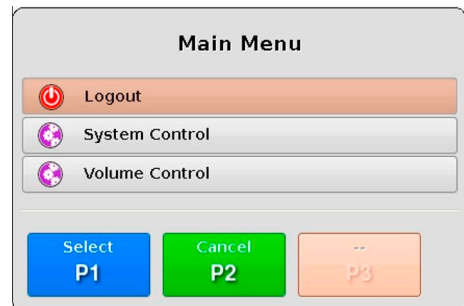 Main Menu
Logout
System Control
Volume Control
Select Cancel --
P1 P2 P3